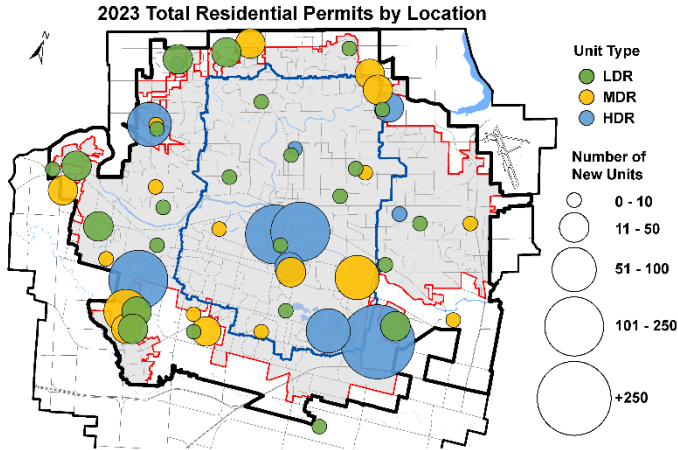 2023 Total Residential Permits by Location
Unit Type
LDR
MDR
HDR
Number of
New Units
0 - 10
11 - 50
51 - 100
101 - 250
+250
N